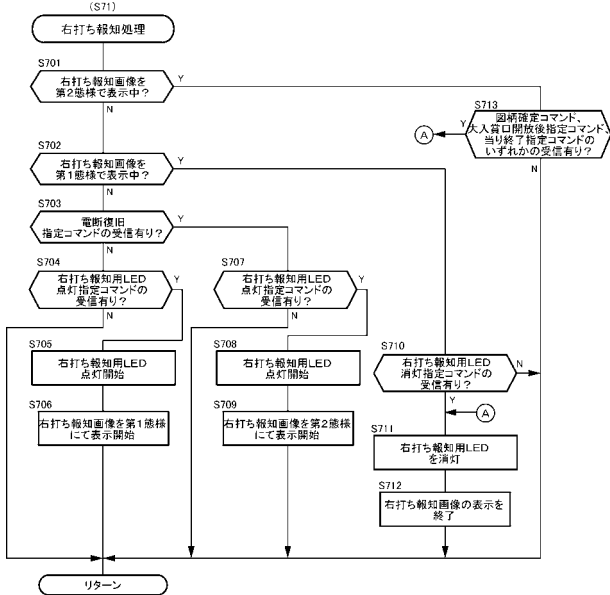 (S71)
右打ち報知処理
S701
右打ち報知画像を
第2態様で表示中?
Y
N
S713
図柄確定コマンド、
大入賞口開放後指定コマンド、
当り終了指定コマンドの
いずれかの受信有り?
Y
A
N
S702
右打ち報知画像を
第1態様で表示中?
Y
N
S703
電断復旧
指定コマンドの受信有り?
Y
N
S704
右打ち報知用LED
点灯指定コマンドの
受信有り?
Y
N
S707
右打ち報知用LED
点灯指定コマンドの
受信有り?
Y
N
S705
右打ち報知用LED
点灯開始
S708
右打ち報知用LED
点灯開始
S710
右打ち報知用LED
消灯指定コマンドの
受信有り?
N
Y
A
S706
右打ち報知画像を第1態様
にて表示開始
S709
右打ち報知画像を第2態様
にて表示開始
S711
右打ち報知用LED
を消灯
S712
右打ち報知画像の表示を
終了
リターン